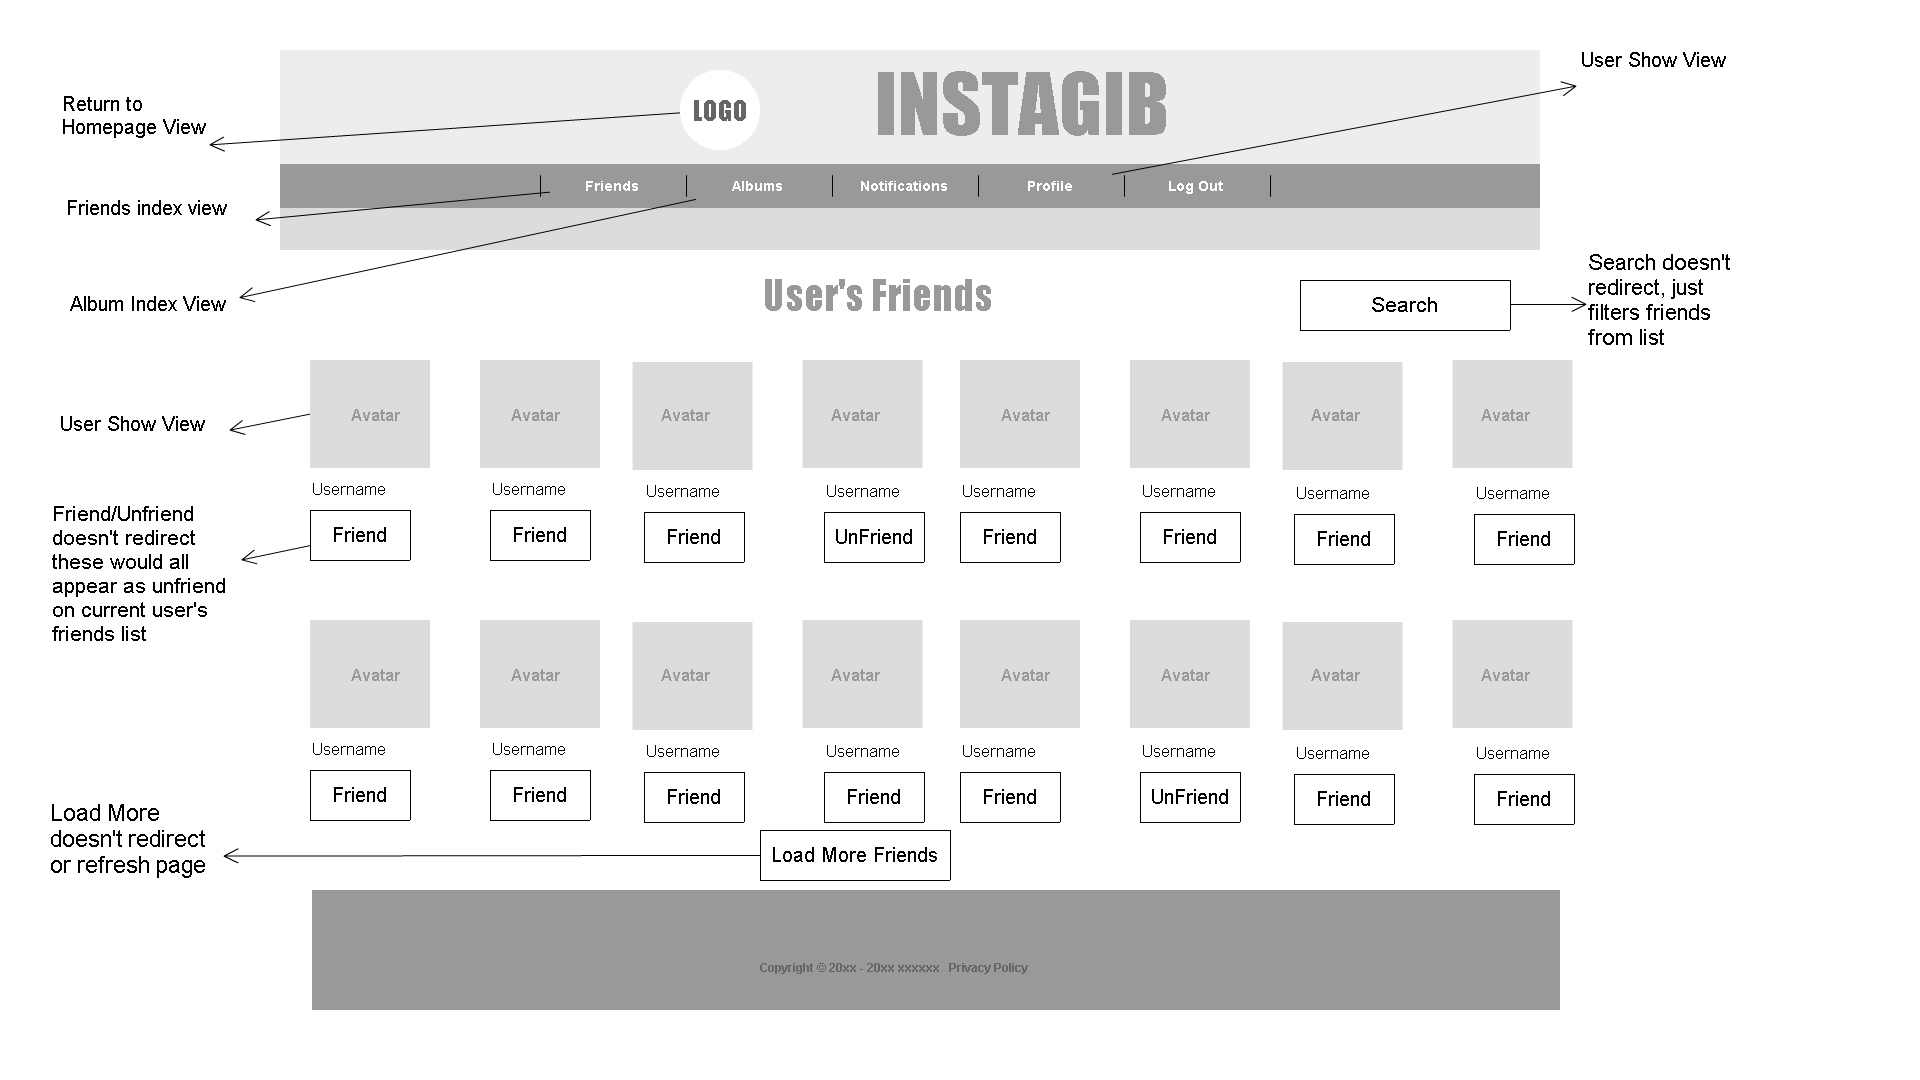 User Show View
INSTAGIB
LOGO
Return to
Homepage View
Friends Albums Notifications Profile Log Out
Friends index view
Album Index View
User's Friends
Search
Search doesn't
redirect, just
filters friends
from list
Avatar Avatar Avatar Avatar Avatar Avatar Avatar Avatar
User Show View
Username Username Username Username Username Username Username Username
Friend Friend Friend UnFriend Friend Friend Friend Friend
Friend/Unfriend
doesn't redirect
these would all
appear as unfriend
on current user's
friends list
Avatar Avatar Avatar Avatar Avatar Avatar Avatar Avatar
Username Username Username Username Username Username Username Username
Friend Friend Friend Friend Friend UnFriend Friend Friend
Load More
doesn't redirect
or refresh page
Load More Friends
Copyright © 20xx - 20xx xxxxxx Privacy Policy